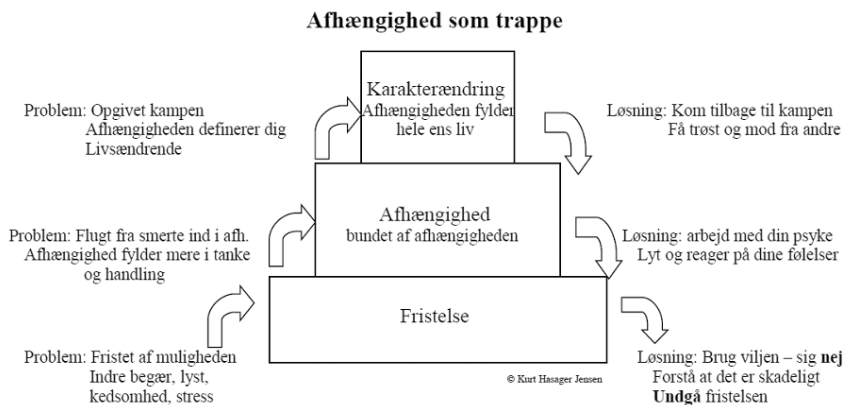 Afhængighed som trappe
Problem: Opgivet kampen
Afhængigheden definerer dig
Livsændrende
Karakterændring
Afhængigheden fylder
hele ens liv
Løsning: Kom tilbage til kampen
Få trøst og mod fra andre
Problem: Flugt fra smerte ind i afh.
Afhængighed fylder mere i tanke
og handling
Afhængighed
bundet af afhængigheden
Løsning: arbejd med din psyke
Lyt og reager på dine følelser
Problem: Fristet af muligheden
Indre begær, lyst,
kedsomhed, stress
Fristelse
Løsning: Brug viljen – sig nej
Forstå at det er skadeligt
Undgå fristelsen
© Kurt Hasager Jensen